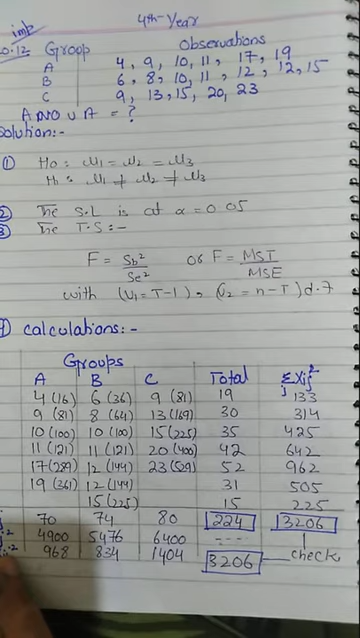 imp
4th-Year
Group Observations
A 4, 9, 10, 11, 17, 19
B 6, 8, 10, 11, 12, 12, 15
C 9, 13, 15, 20, 23
ANOVA = ?
Solution:-
① H0: μ1 = μ2 = μ3
H1: μ1 ≠ μ2 ≠ μ3
② The S.L is at α = 0.05
③ The T.S :-
F = Sb²/Se² or F = MST/MSE
with (υ1 = T-1), (υ2 = n-T) d.f
Calculations:-
Groups
A B C Total ΣXij²
j
4 (16) 6 (36) 9 (81) 19 133
9 (81) 8 (64) 13 (169) 30 314
10 (100) 10 (100) 15 (225) 35 425
11 (121) 11 (121) 20 (400) 42 642
17 (289) 12 (144) 23 (529) 52 962
19 (361) 12 (144) 31 505
15 (225) 15 225
70 74 80 224 3206
4900 5476 6400 ----
968 834 1404 3206 check